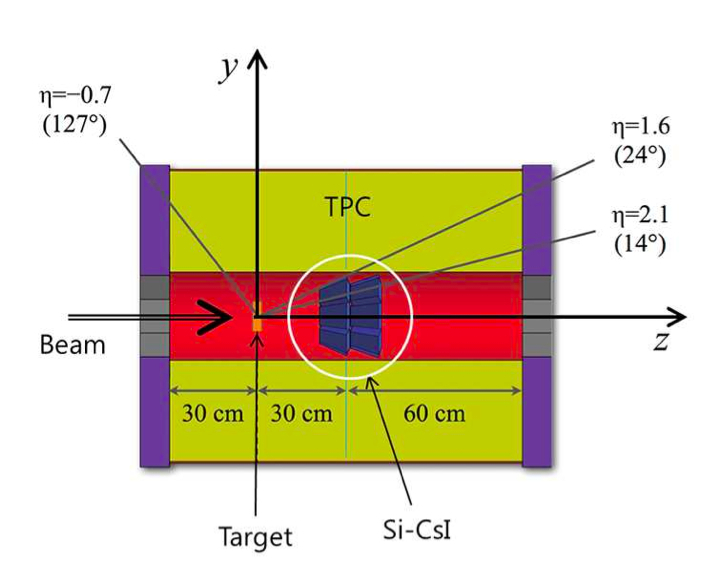 y
η=−0.7
(127°)
η=1.6
(24°)
TPC
η=2.1
(14°)
Beam
z
30 cm
30 cm
60 cm
Target
Si-CsI